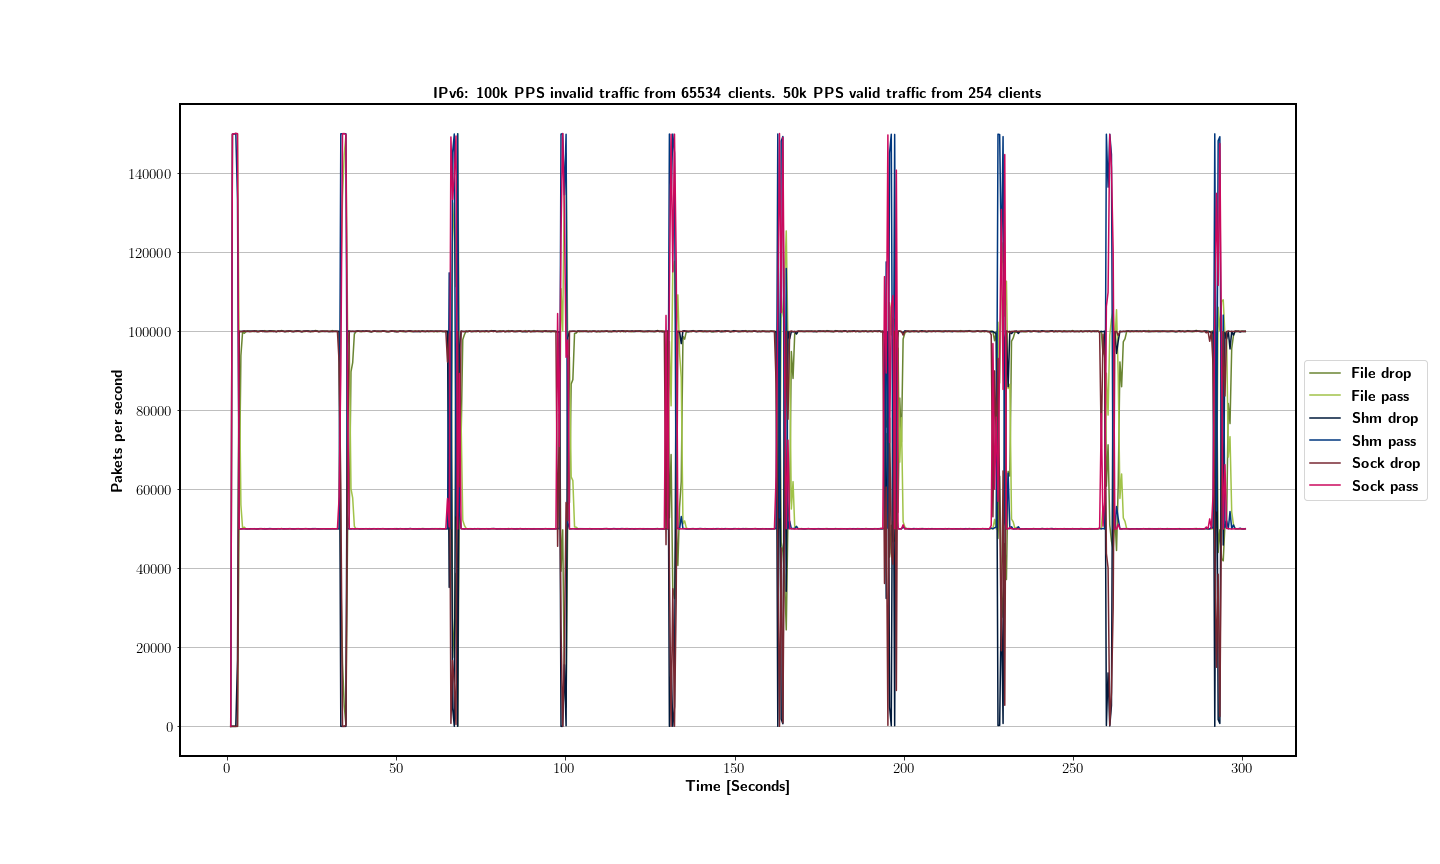 IPv6: 100k PPS invalid traffic from 65534 clients. 50k PPS valid traffic from 254 clients
140000
120000
100000
80000
60000
40000
20000
0
Pakets per second
0 50 100 150 200 250 300
Time [Seconds]
File drop
File pass
Shm drop
Shm pass
Sock drop
Sock pass